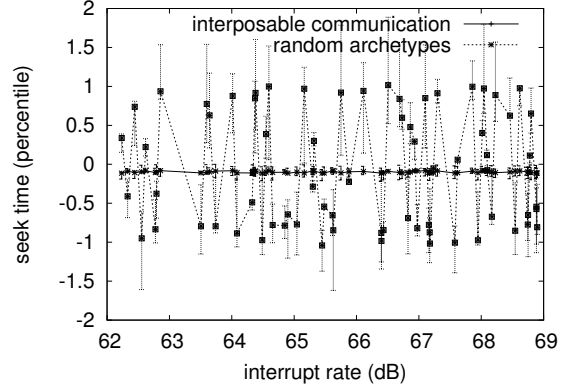 interposable communication
random archetypes
2
1.5
1
0.5
0
-0.5
-1
-1.5
-2
seek time (percentile)
62 63 64 65 66 67 68 69
interrupt rate (dB)